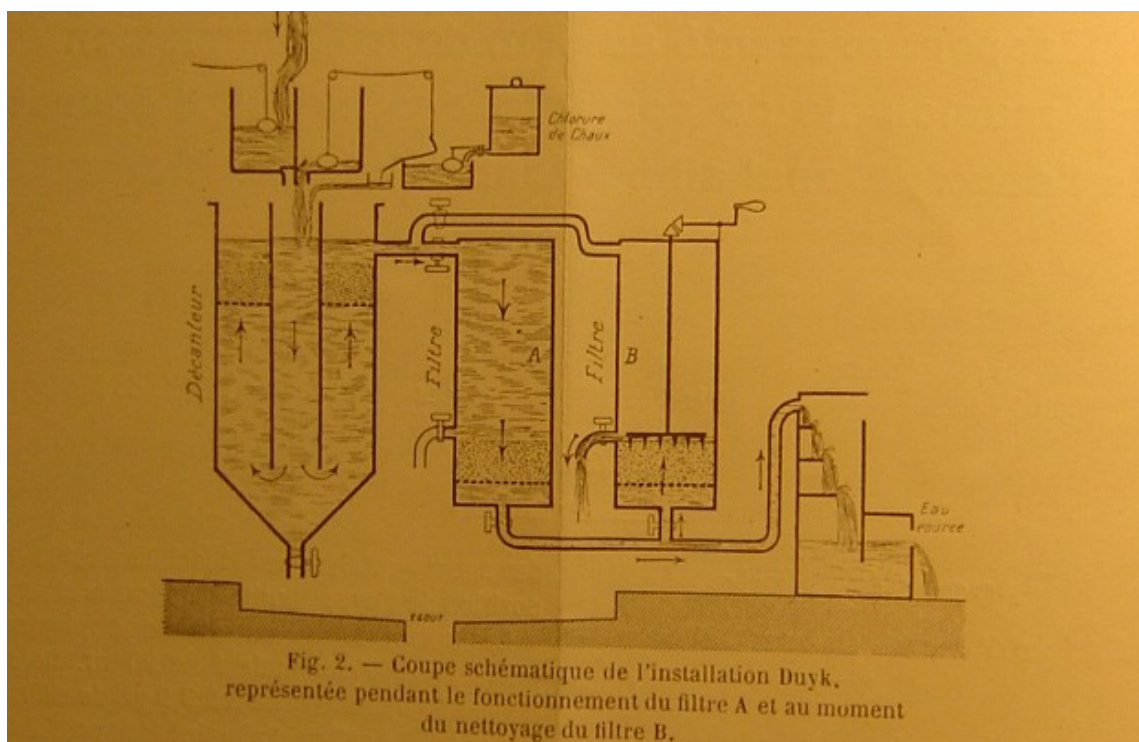 Chlorure
de Chaux
Décanteur
Filtre
A
Filtre
B
Eau
EGOUT
Fig. 2. — Coupe schématique de l'installation Duyk,
représentée pendant le fonctionnement du filtre A et au moment
du nettoyage du filtre B.